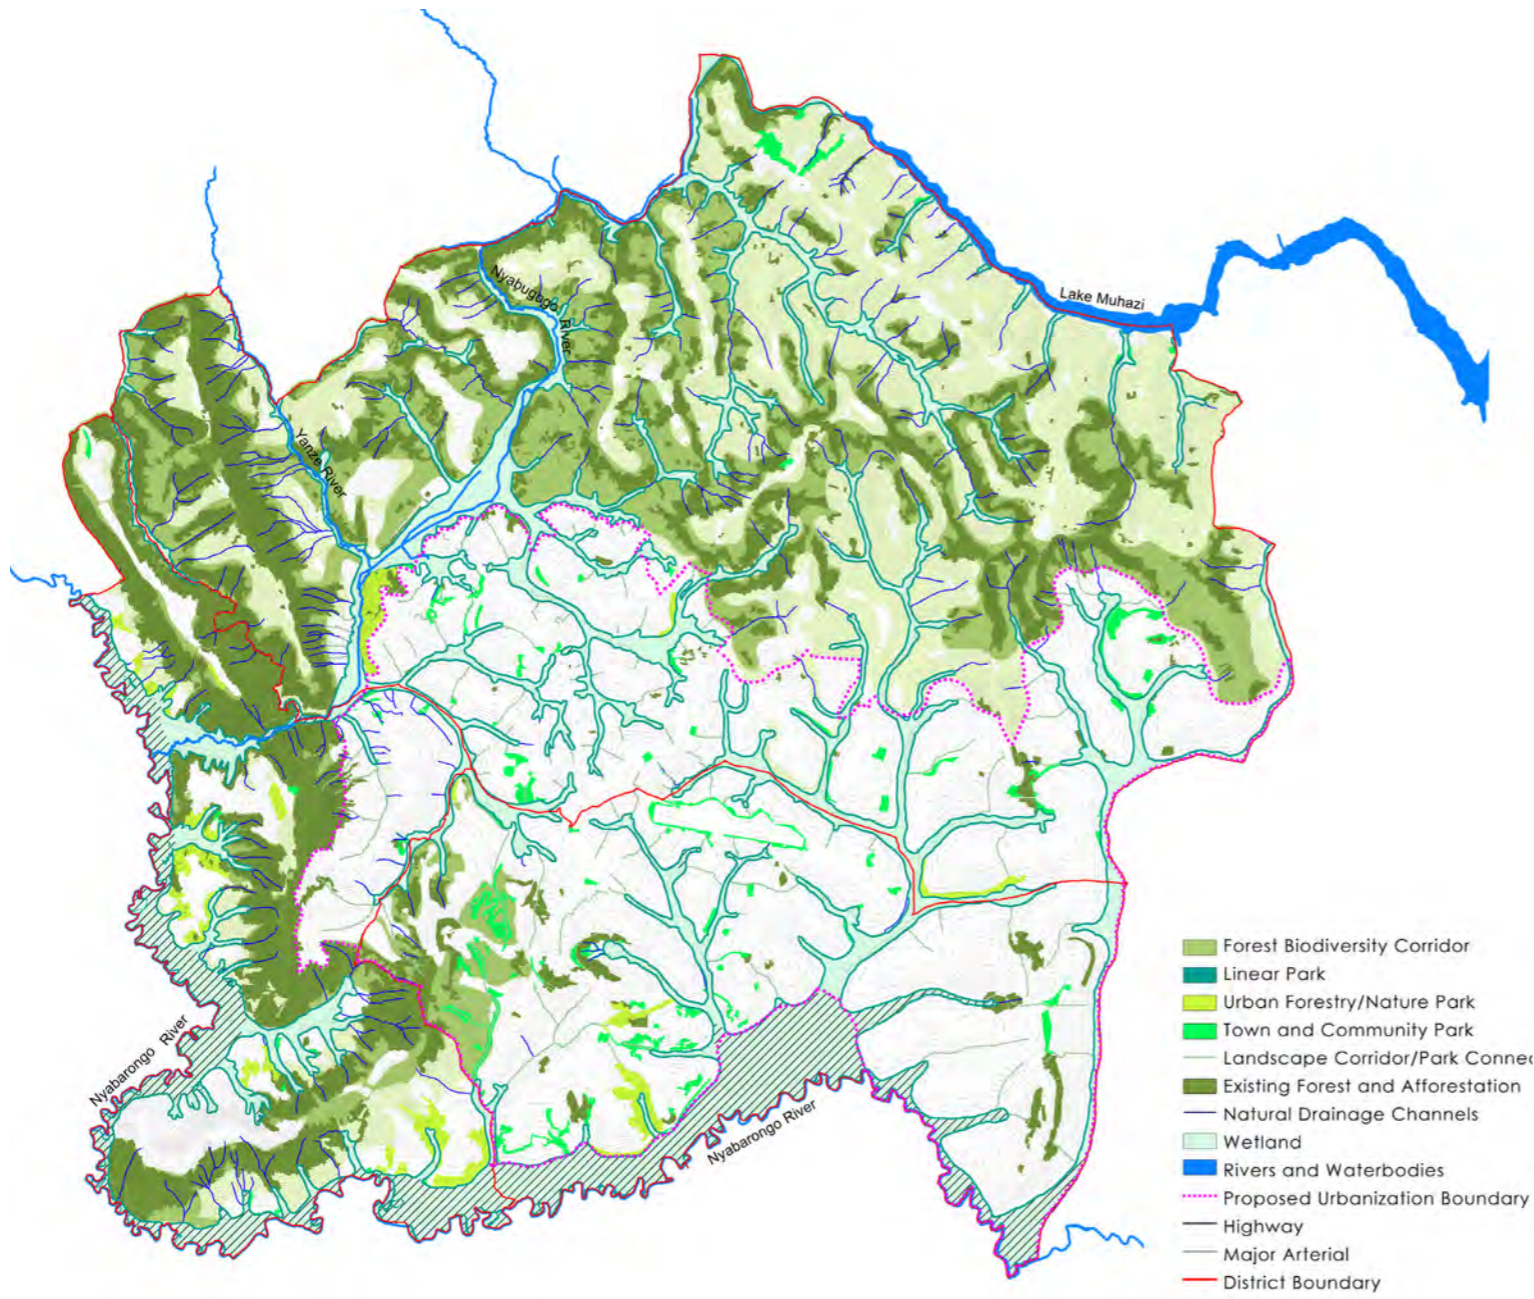 Nyabugogo River
Lake Muhazi
Yanze River
Nyabarongo River
Nyabarongo River
Forest Biodiversity Corridor
Linear Park
Urban Forestry/Nature Park
Town and Community Park
Landscape Corridor/Park Connec
Existing Forest and Afforestation
Natural Drainage Channels
Wetland
Rivers and Waterbodies
Proposed Urbanization Boundary
Highway
Major Arterial
District Boundary